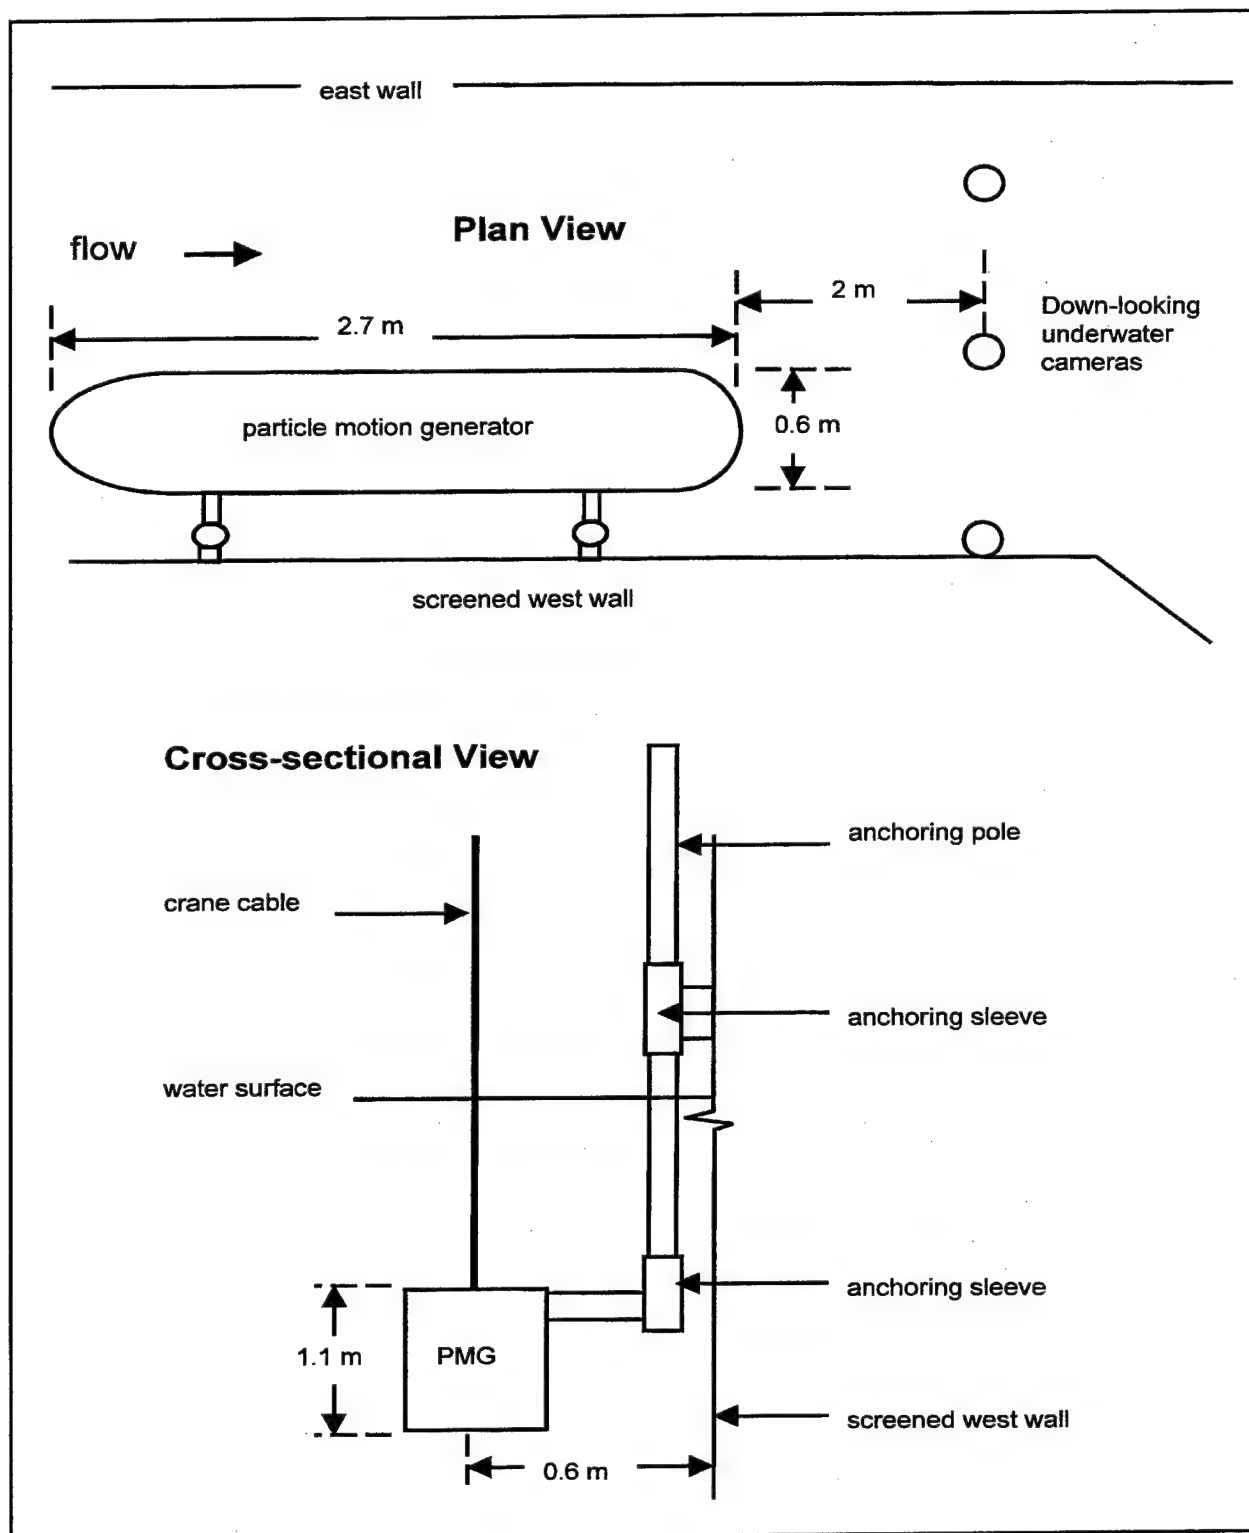 east wall
Plan View
flow
2 m
Down-looking
underwater
cameras
2.7 m
0.6 m
particle motion generator
screened west wall
Cross-sectional View
anchoring pole
crane cable
anchoring sleeve
water surface
anchoring sleeve
1.1 m
PMG
screened west wall
0.6 m